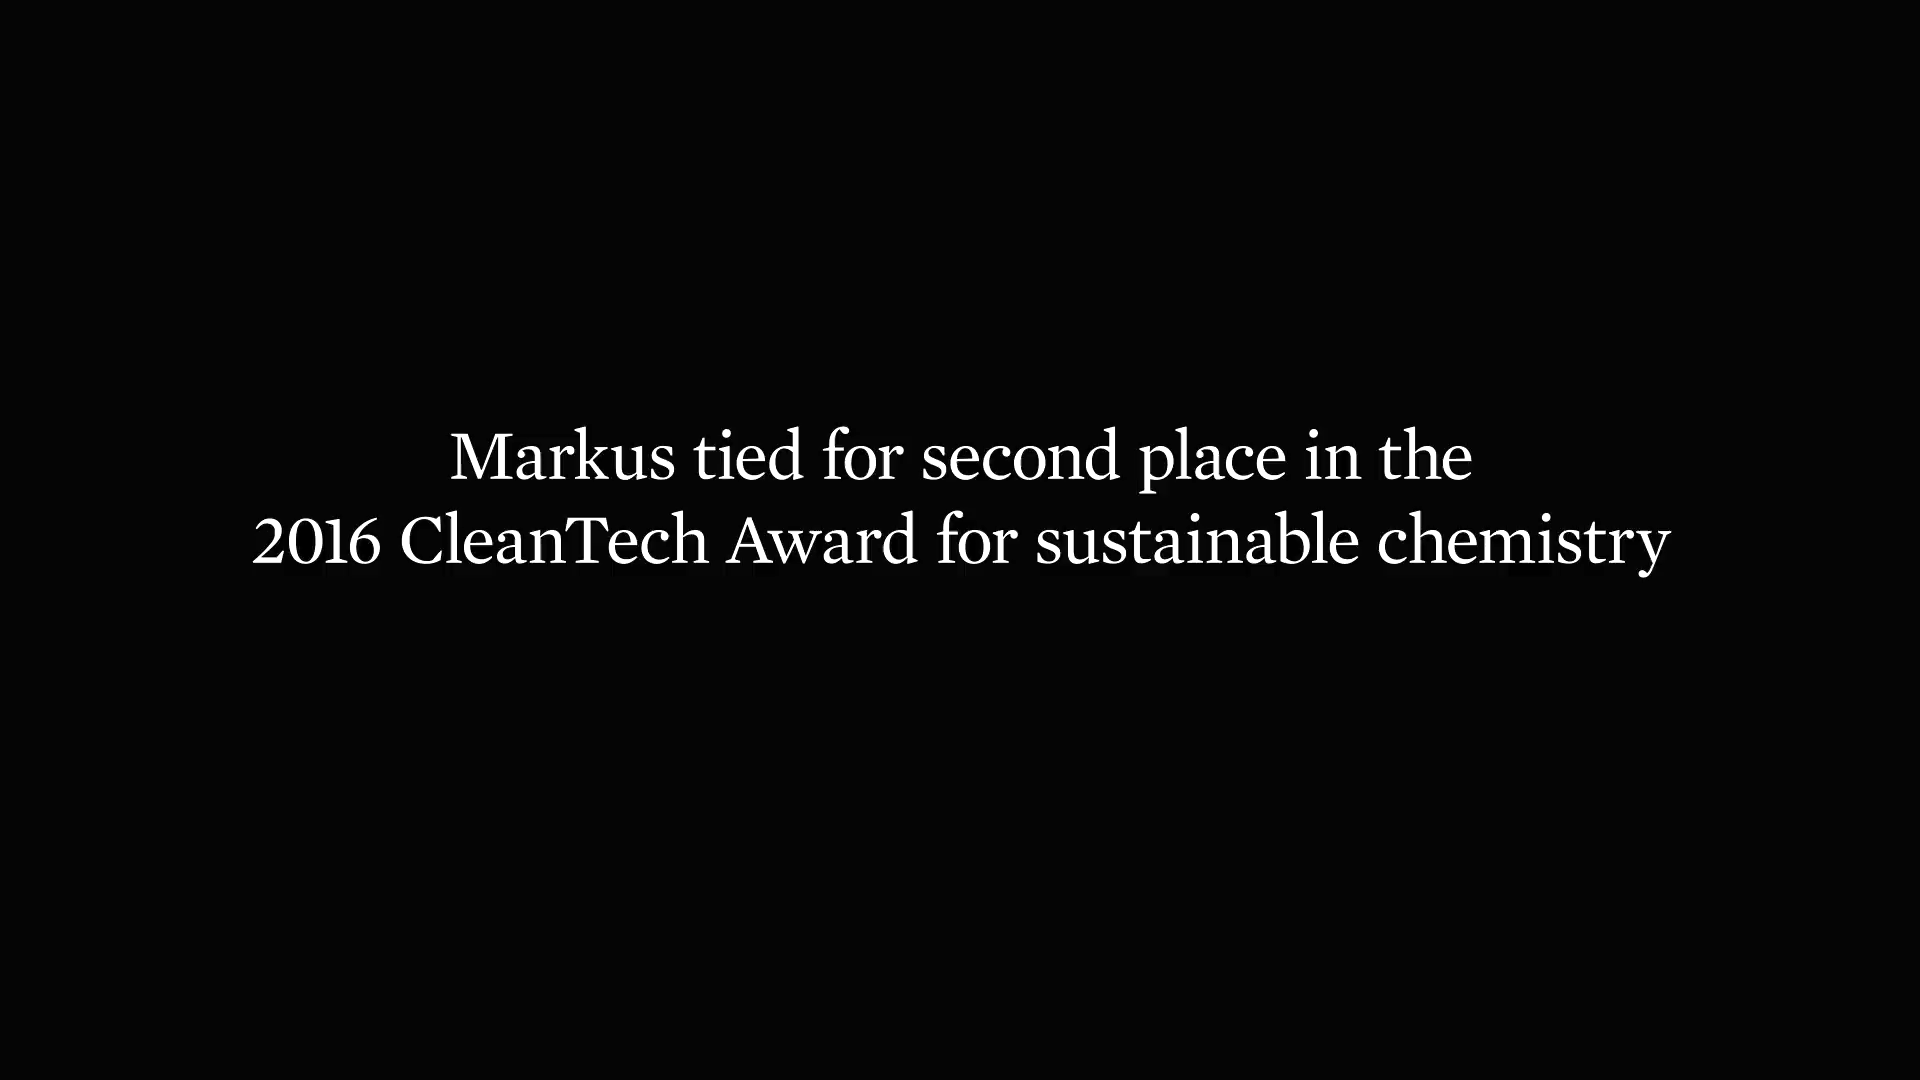 Markus tied for second place in the
2016 CleanTech Award for sustainable chemistry